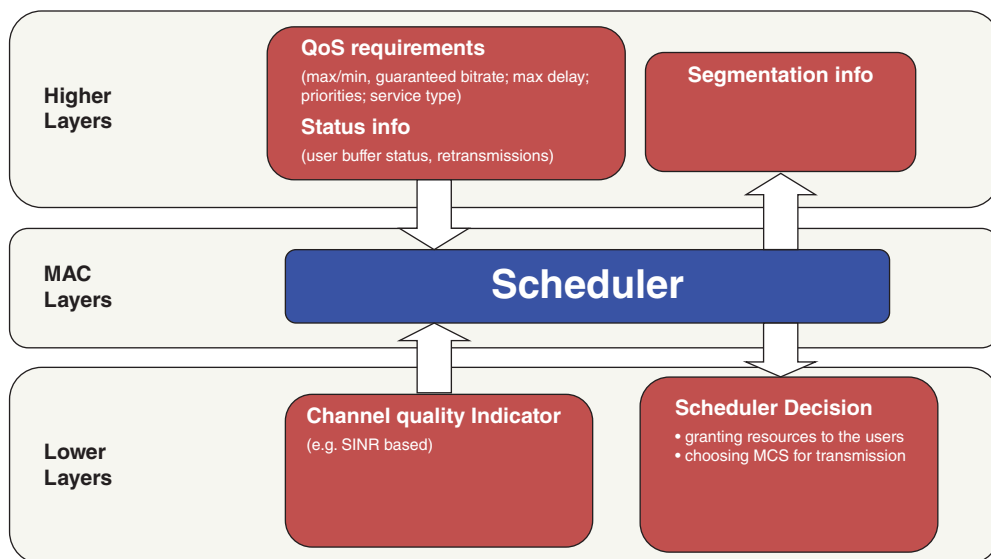 Higher
Layers
QoS requirements
(max/min, guaranteed bitrate; max delay;
priorities; service type)
Status info
(user buffer status, retransmissions)
Segmentation info
MAC
Layers
Scheduler
Lower
Layers
Channel quality Indicator
(e.g. SINR based)
Scheduler Decision
• granting resources to the users
• choosing MCS for transmission